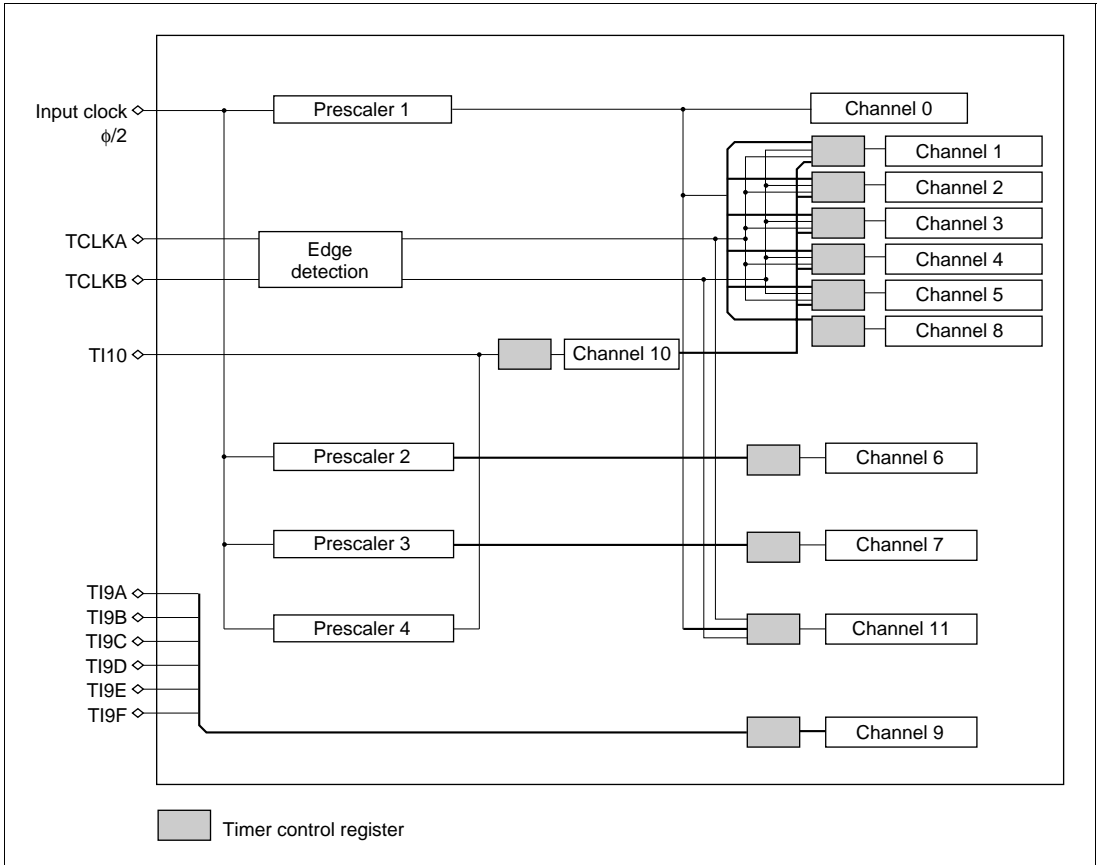 Input clock
ϕ/2
Prescaler 1
Channel 0
Channel 1
Channel 2
Channel 3
Channel 4
Channel 5
Channel 8
TCLKA
TCLKB
Edge
detection
TI10
Channel 10
Prescaler 2
Channel 6
Prescaler 3
Channel 7
TI9A
TI9B
TI9C
TI9D
TI9E
TI9F
Prescaler 4
Channel 11
Channel 9
Timer control register